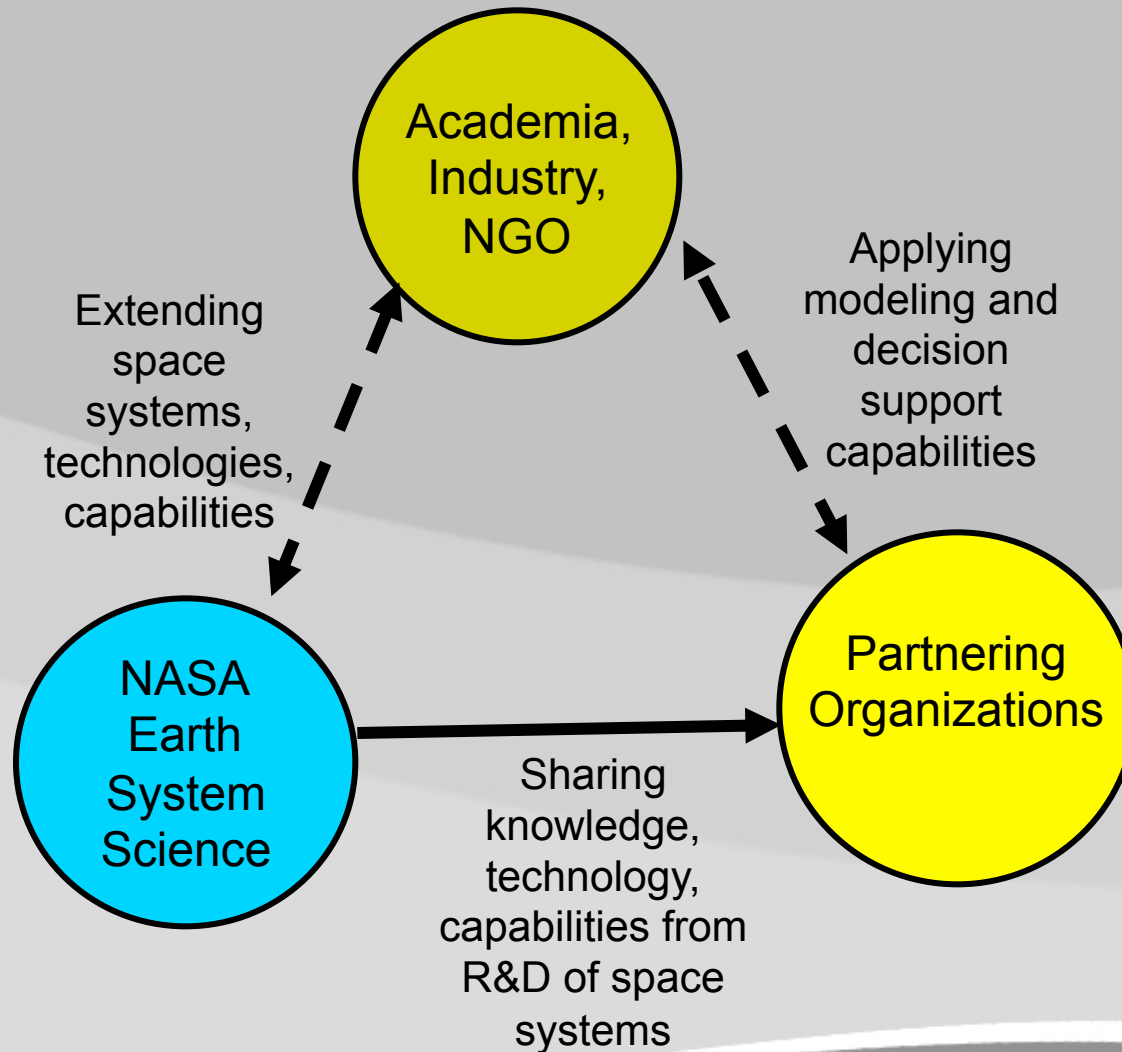 Academia,
Industry,
NGO
Extending
space
systems,
technologies,
capabilities
Applying
modeling and
decision
support
capabilities
NASA
Earth
System
Science
Partnering
Organizations
Sharing
knowledge,
technology,
capabilities from
R&D of space
systems